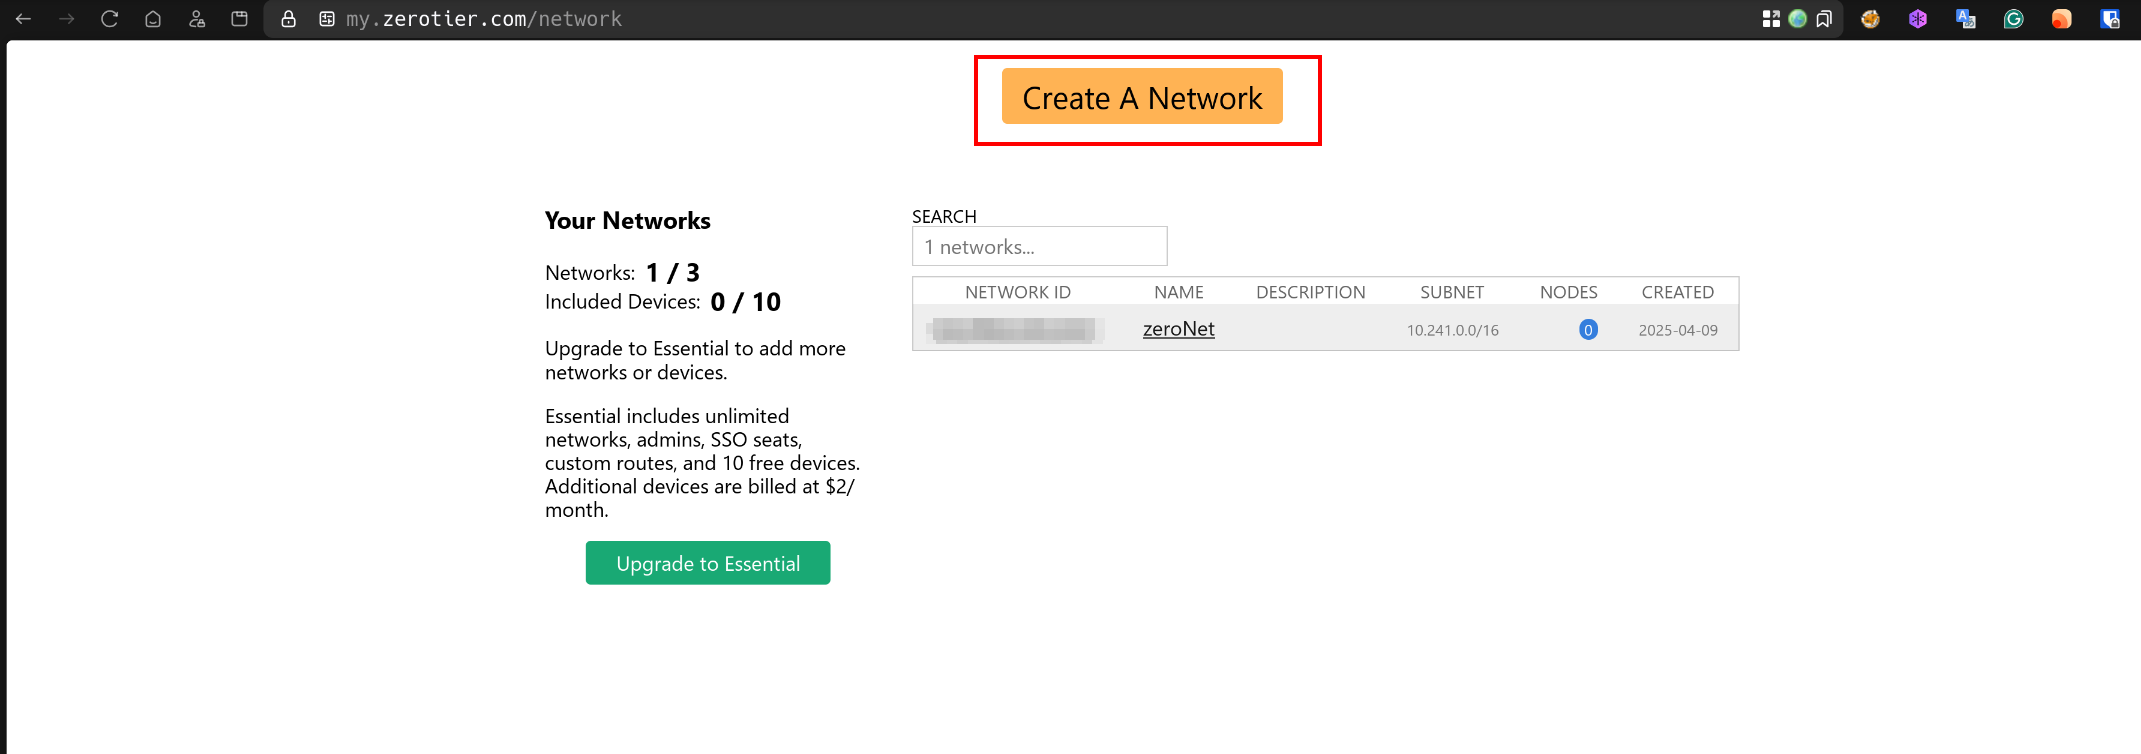 my.zerotier.com/network
Create A Network
Your Networks
Networks: 1 / 3
Included Devices: 0 / 10
Upgrade to Essential to add more
networks or devices.
Essential includes unlimited
networks, admins, SSO seats,
custom routes, and 10 free devices.
Additional devices are billed at $2/
month.
Upgrade to Essential
SEARCH
1 networks...
NETWORK ID NAME DESCRIPTION SUBNET NODES CREATED
zeroNet 10.241.0.0/16 0 2025-04-09